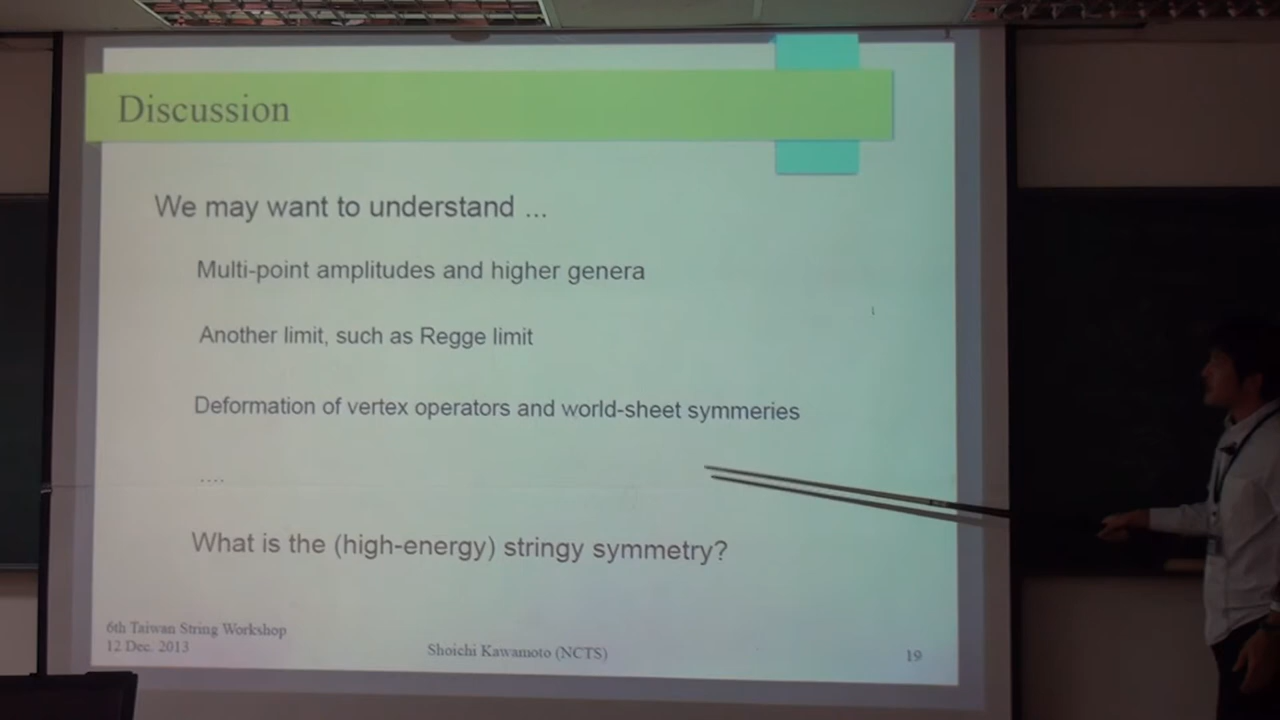 Discussion
We may want to understand ...
Multi-point amplitudes and higher genera
Another limit, such as Regge limit
Deformation of vertex operators and world-sheet symmeries
....
What is the (high-energy) stringy symmetry?
6th Taiwan String Workshop
12 Dec. 2013
Shoichi Kawamoto (NCTS)
19